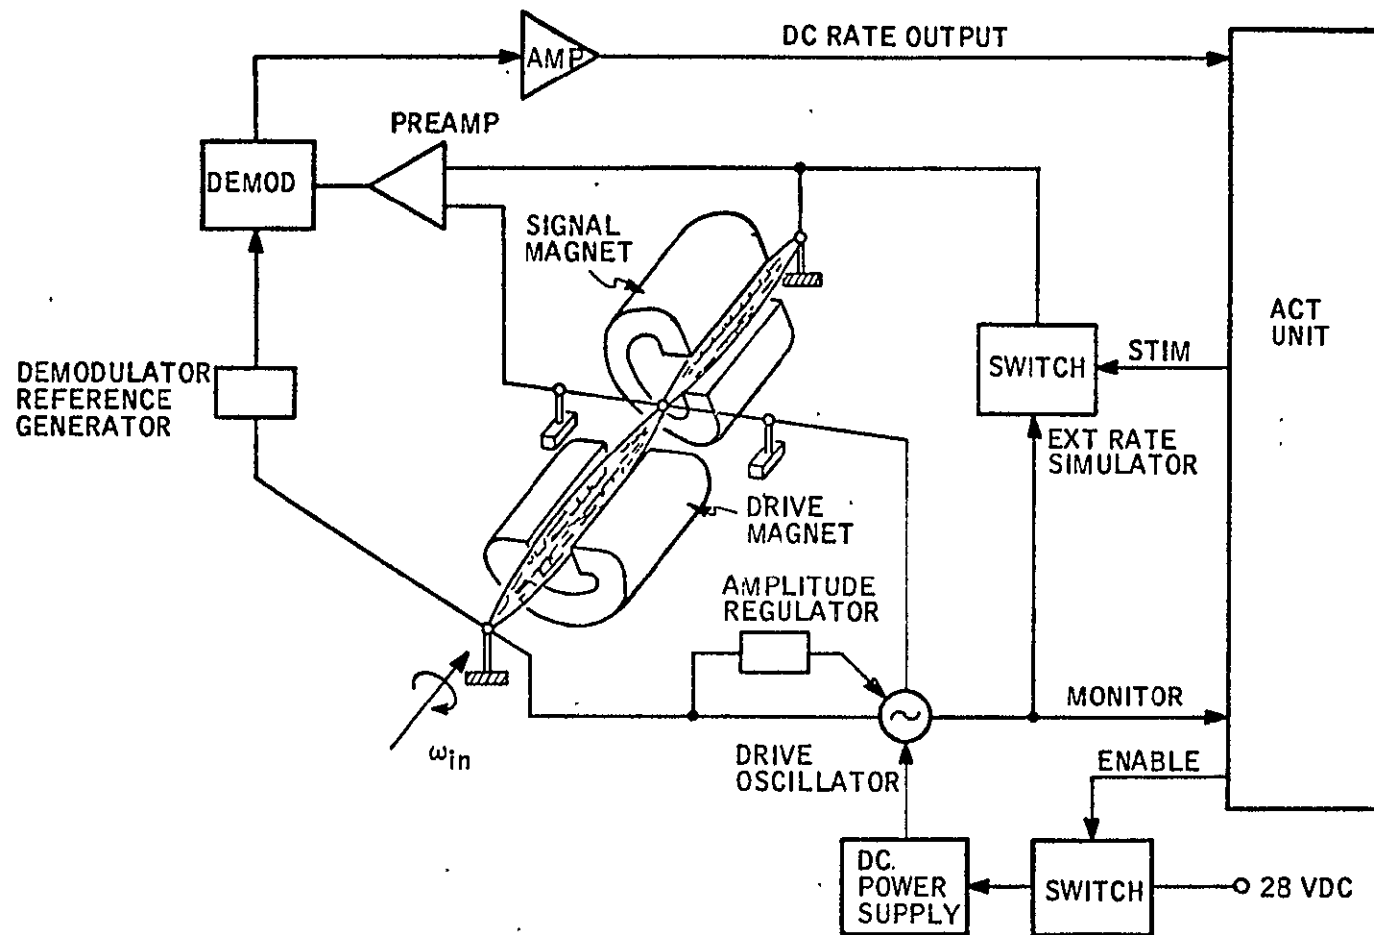 DC RATE OUTPUT
AMP
PREAMP
DEMOD
SIGNAL
MAGNET
ACT
UNIT
STIM
SWITCH
DEMODULATOR
REFERENCE
GENERATOR
EXT RATE
SIMULATOR
DRIVE
MAGNET
AMPLITUDE
REGULATOR
MONITOR
ωin
DRIVE
OSCILLATOR
ENABLE
DC.
POWER
SUPPLY
SWITCH
28 VDC